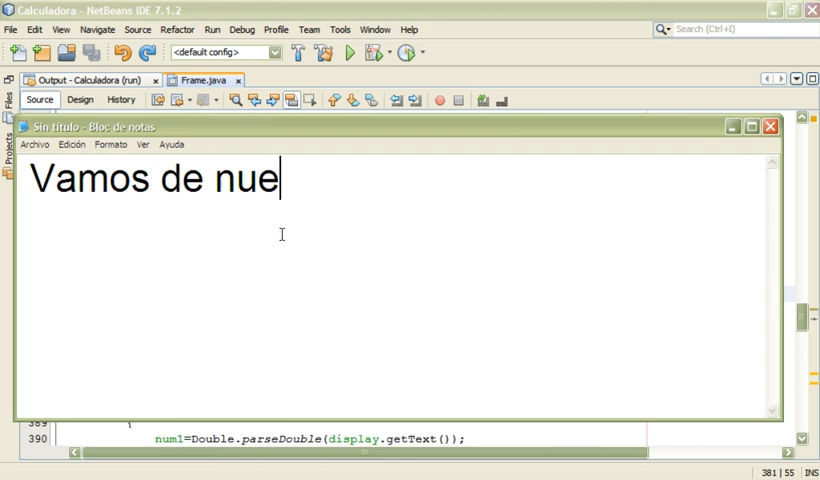 Calculadora - NetBeans IDE 7.1.2
File Edit View Navigate Source Refactor Run Debug Profile Team Tools Window Help
Search (Ctrl+I)
<default config>
Output - Calculadora (run) Frame.java
Source Design History
Files
Projects
Sin título - Bloc de notas
Archivo Edición Formato Ver Ayuda
Vamos de nue
389 {
390 num1=Double.parseDouble(display.getText());
381 | 55 INS